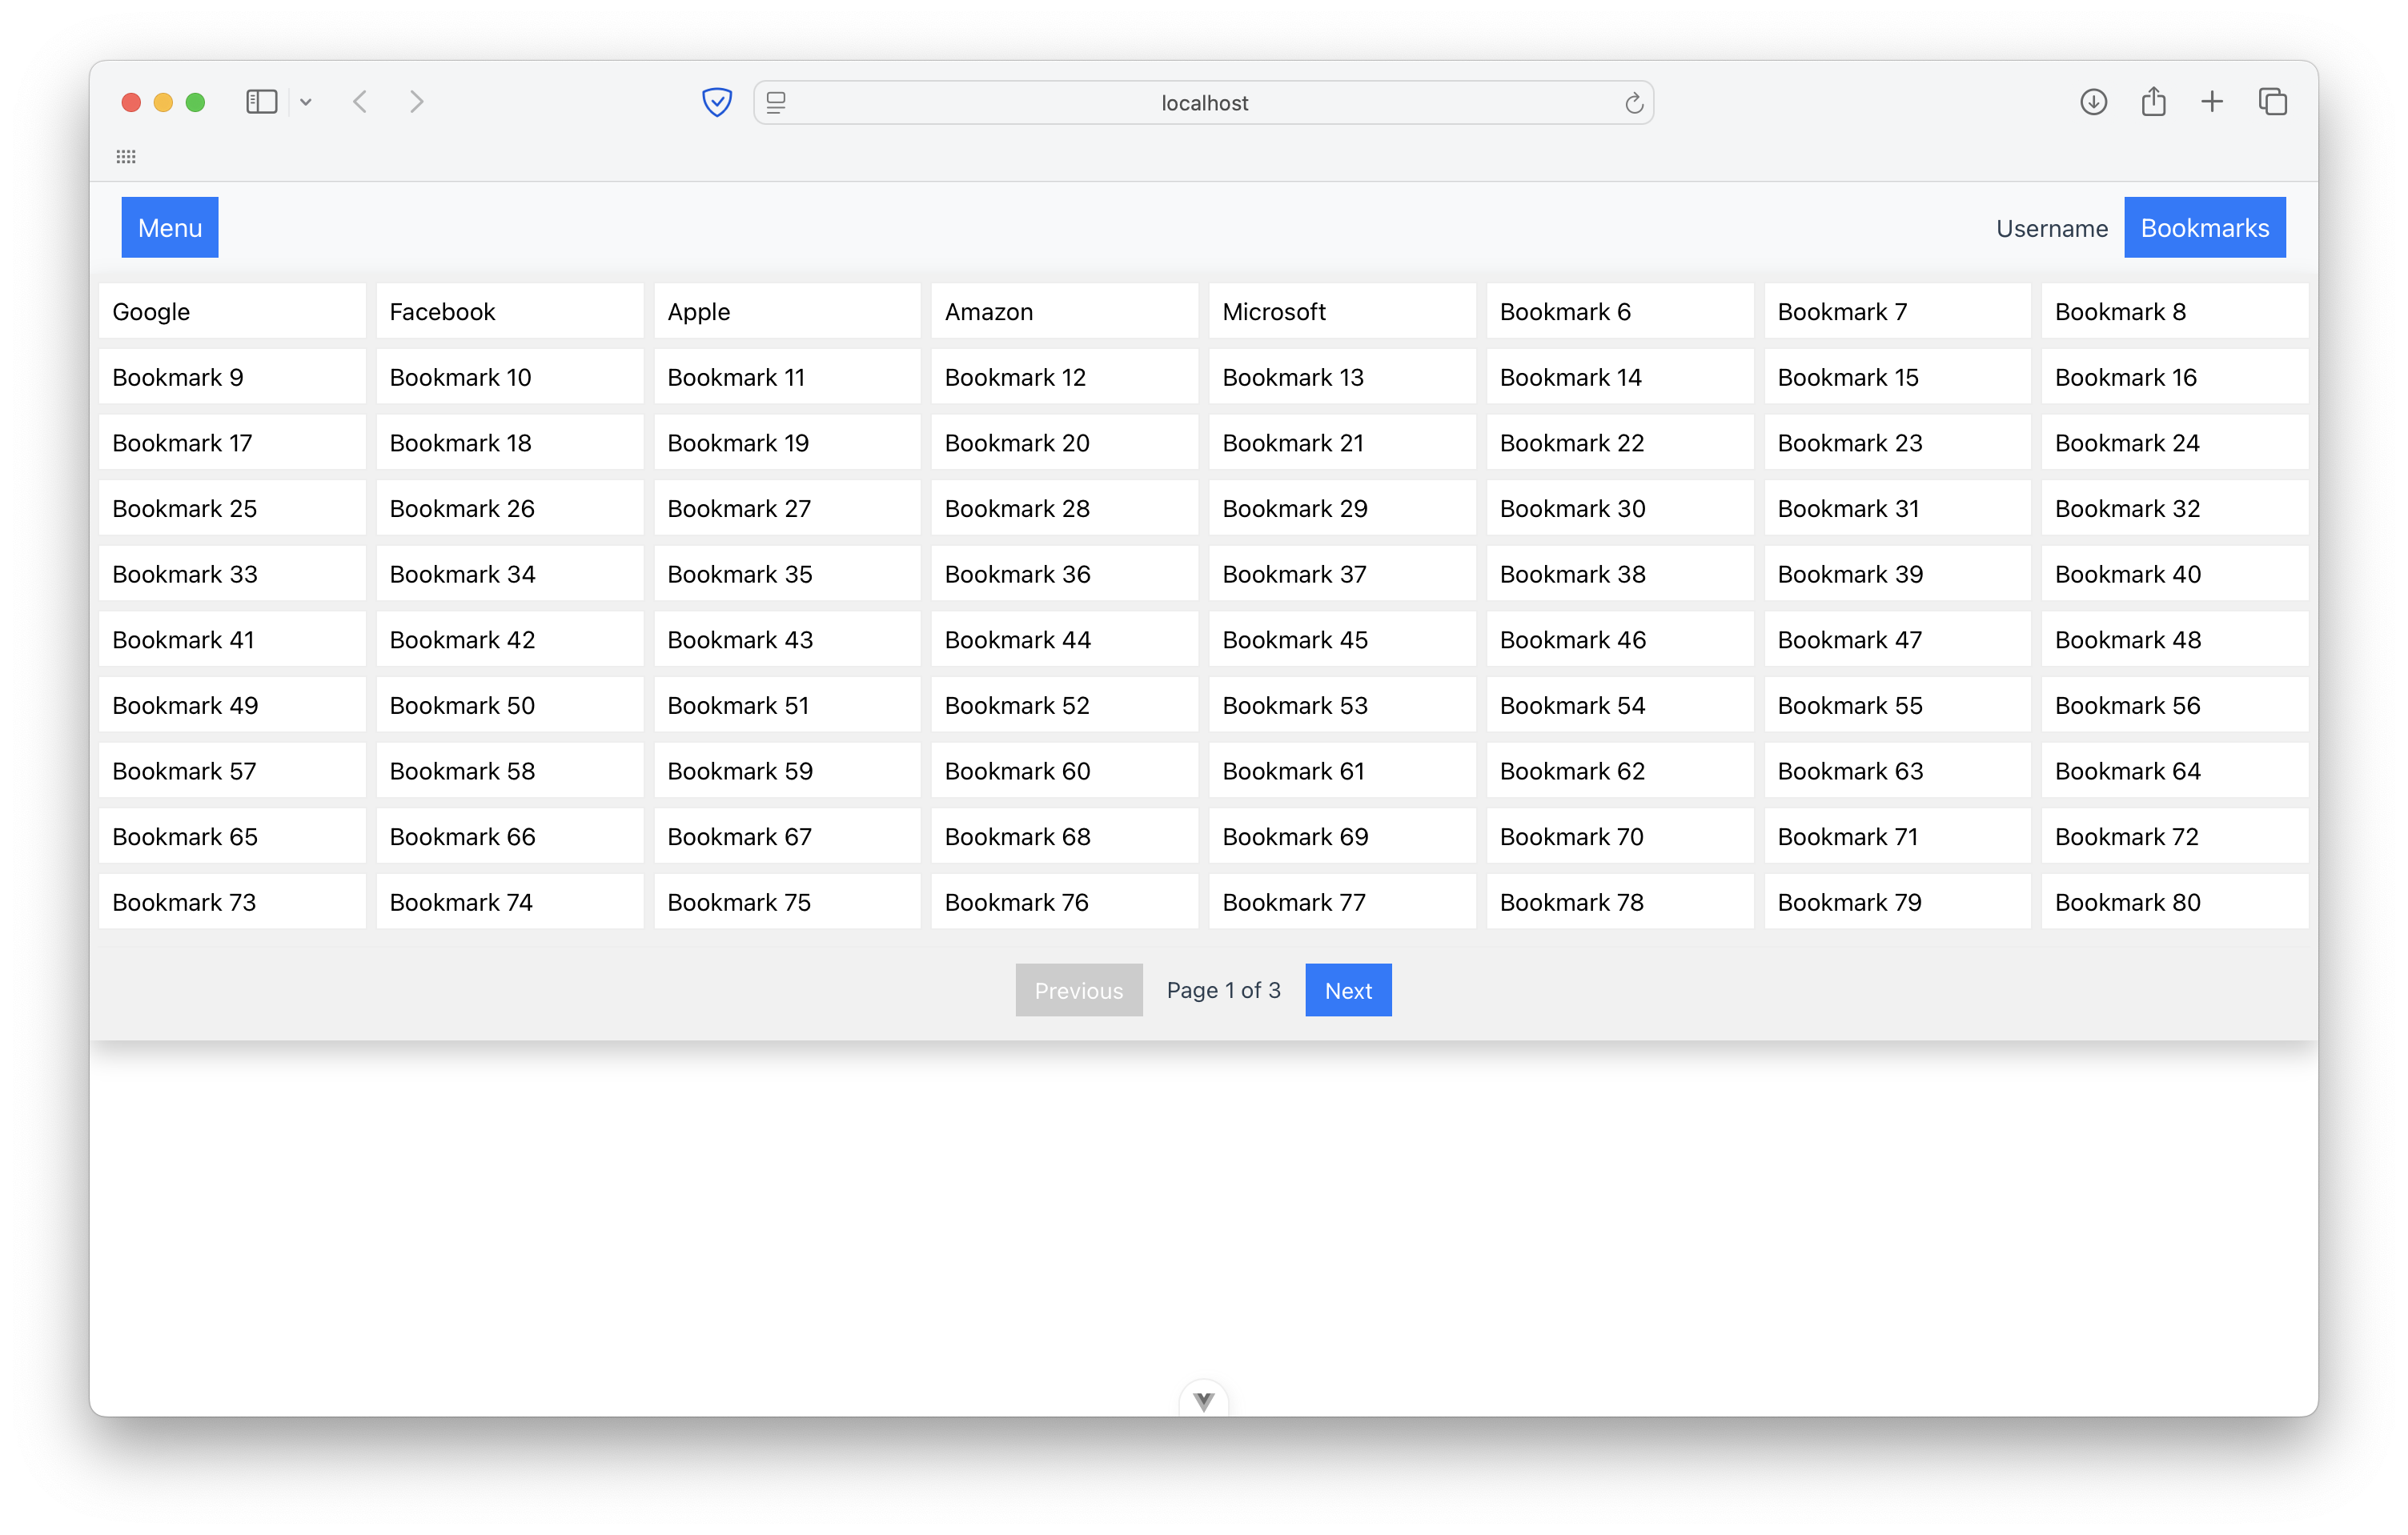 localhost
Menu Username Bookmarks
Google Facebook Apple Amazon Microsoft Bookmark 6 Bookmark 7 Bookmark 8
Bookmark 9 Bookmark 10 Bookmark 11 Bookmark 12 Bookmark 13 Bookmark 14 Bookmark 15 Bookmark 16
Bookmark 17 Bookmark 18 Bookmark 19 Bookmark 20 Bookmark 21 Bookmark 22 Bookmark 23 Bookmark 24
Bookmark 25 Bookmark 26 Bookmark 27 Bookmark 28 Bookmark 29 Bookmark 30 Bookmark 31 Bookmark 32
Bookmark 33 Bookmark 34 Bookmark 35 Bookmark 36 Bookmark 37 Bookmark 38 Bookmark 39 Bookmark 40
Bookmark 41 Bookmark 42 Bookmark 43 Bookmark 44 Bookmark 45 Bookmark 46 Bookmark 47 Bookmark 48
Bookmark 49 Bookmark 50 Bookmark 51 Bookmark 52 Bookmark 53 Bookmark 54 Bookmark 55 Bookmark 56
Bookmark 57 Bookmark 58 Bookmark 59 Bookmark 60 Bookmark 61 Bookmark 62 Bookmark 63 Bookmark 64
Bookmark 65 Bookmark 66 Bookmark 67 Bookmark 68 Bookmark 69 Bookmark 70 Bookmark 71 Bookmark 72
Bookmark 73 Bookmark 74 Bookmark 75 Bookmark 76 Bookmark 77 Bookmark 78 Bookmark 79 Bookmark 80
Previous Page 1 of 3 Next